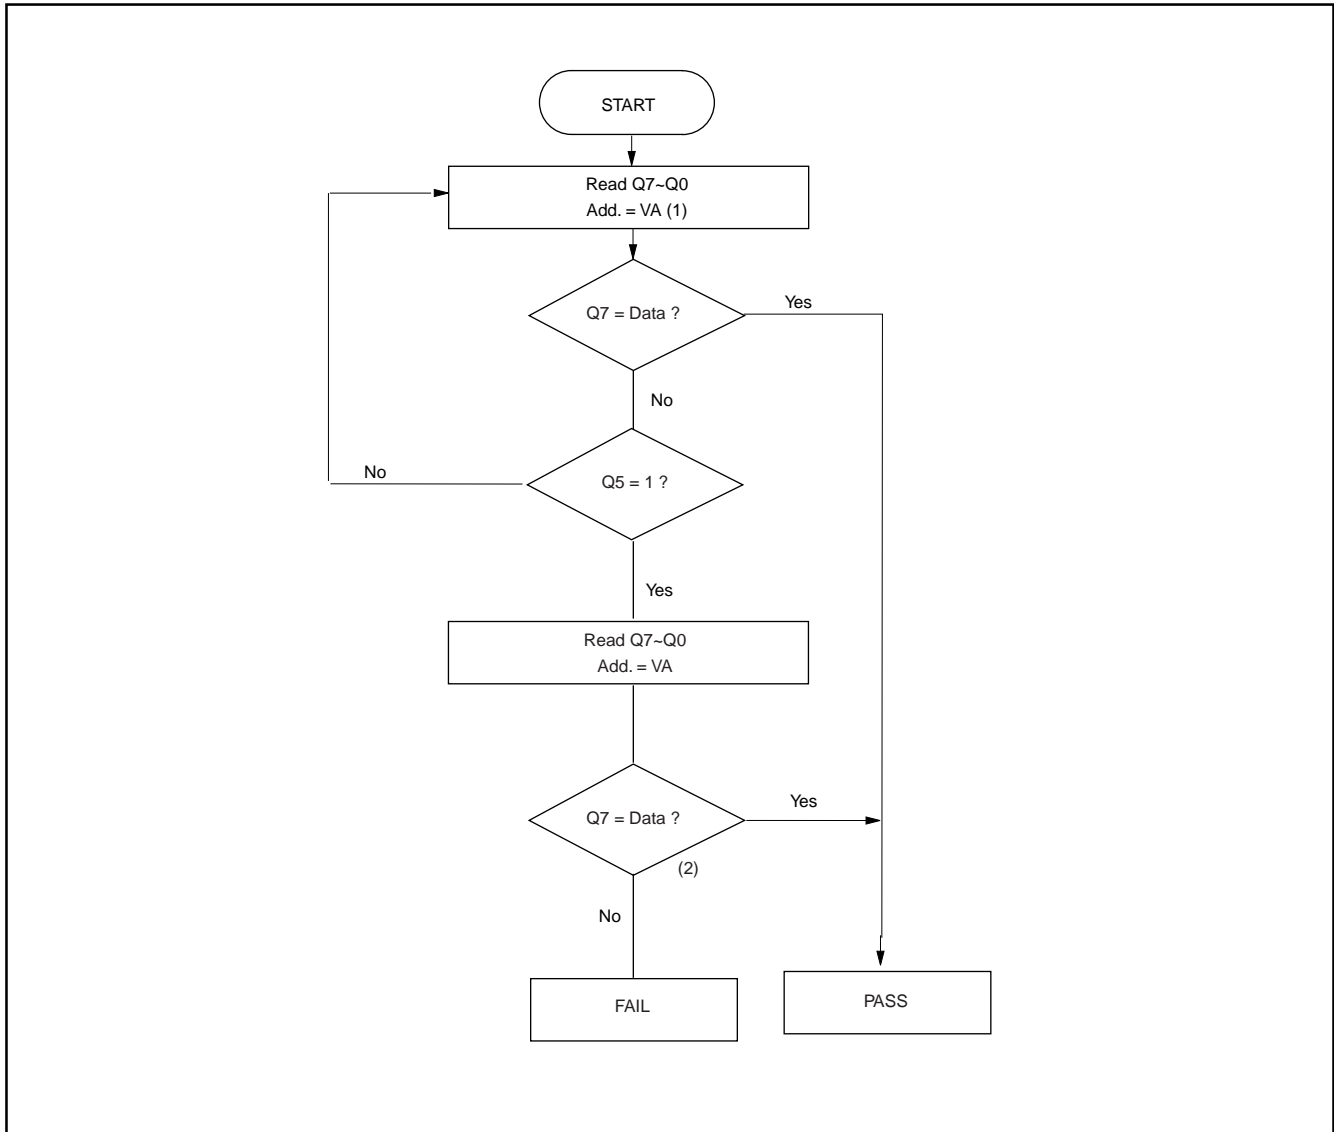 START
Read Q7~Q0
Add. = VA (1)
Q7 = Data ?
Yes
No
Q5 = 1 ?
No
Yes
Read Q7~Q0
Add. = VA
Q7 = Data ?
Yes
(2)
No
FAIL
PASS